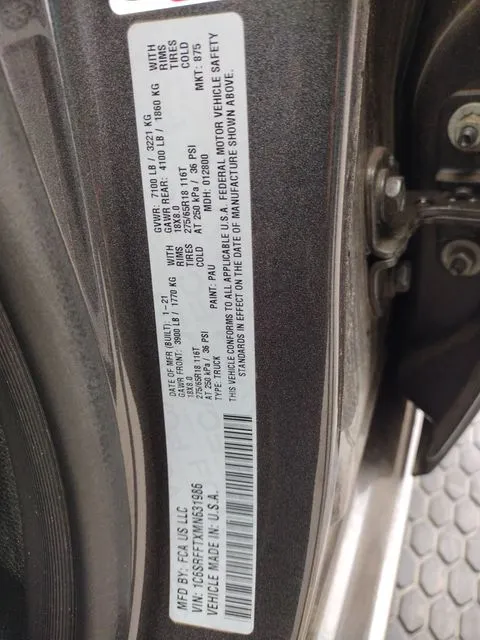 MFD BY: FCA US LLC
DATE OF MFR (BUILT) 1-21 GVWR: 7100 LB / 3221 KG
GAWR FRONT: 3900 LB / 1770 KG WITH GAWR REAR: 4100 LB / 1860 KG WITH
18X8.0 RIMS 18X8.0 RIMS
275/65R18 116T TIRES 275/65R18 116T TIRES
AT 250 kPa / 36 PSI COLD AT 250 kPa / 36 PSI COLD
TYPE: TRUCK PAINT: PAU MDH: 012800 MKT: 875
THIS VEHICLE CONFORMS TO ALL APPLICABLE U.S.A. FEDERAL MOTOR VEHICLE SAFETY
STANDARDS IN EFFECT ON THE DATE OF MANUFACTURE SHOWN ABOVE.
VIN: 1C6SRFFTXMN631986
VEHICLE MADE IN U.S.A.